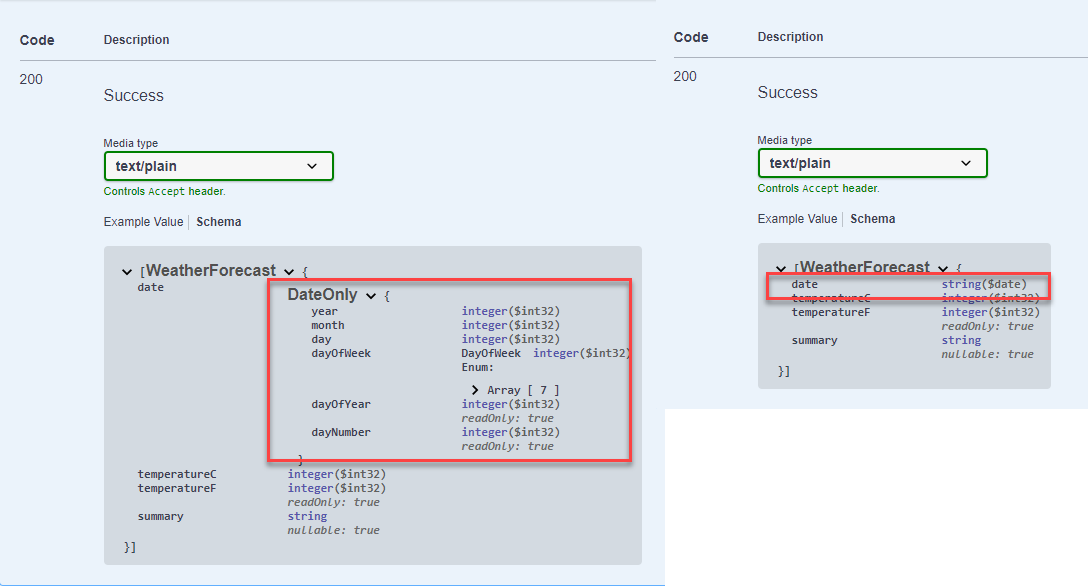 Code Description
200
Success
Media type
text/plain
Controls Accept header.
Example Value Schema
[WeatherForecast {
date
DateOnly {
year integer($int32)
month integer($int32)
day integer($int32)
dayOfWeek DayOfWeek integer($int32)
Enum:
Array [ 7 ]
dayOfYear integer($int32)
readOnly: true
dayNumber integer($int32)
readOnly: true
}
temperatureC integer($int32)
temperatureF integer($int32)
readOnly: true
summary string
nullable: true
}]
Code Description
200
Success
Media type
text/plain
Controls Accept header.
Example Value Schema
[WeatherForecast {
date string($date)
temperatureC integer($int32)
temperatureF integer($int32)
readOnly: true
summary string
nullable: true
}]